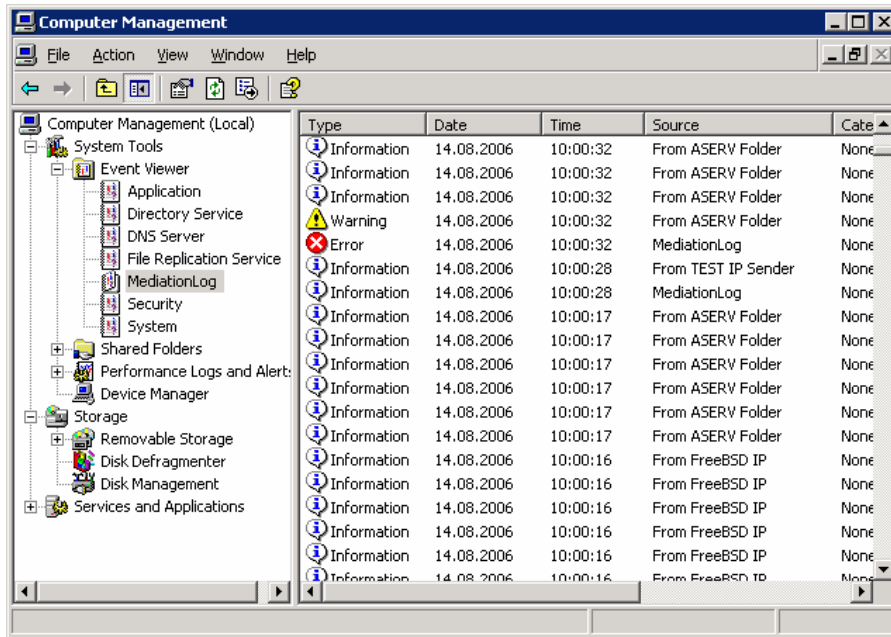 Computer Management
File Action View Window Help
Computer Management (Local)
System Tools
Event Viewer
Application
Directory Service
DNS Server
File Replication Service
MediationLog
Security
System
Shared Folders
Performance Logs and Alert
Device Manager
Storage
Removable Storage
Disk Defragmenter
Disk Management
Services and Applications
Type Date Time Source Cate
Information 14.08.2006 10:00:32 From ASERV Folder None
Information 14.08.2006 10:00:32 From ASERV Folder None
Information 14.08.2006 10:00:32 From ASERV Folder None
Warning 14.08.2006 10:00:32 From ASERV Folder None
Error 14.08.2006 10:00:32 MediationLog None
Information 14.08.2006 10:00:28 From TEST IP Sender None
Information 14.08.2006 10:00:28 MediationLog None
Information 14.08.2006 10:00:17 From ASERV Folder None
Information 14.08.2006 10:00:17 From ASERV Folder None
Information 14.08.2006 10:00:17 From ASERV Folder None
Information 14.08.2006 10:00:17 From ASERV Folder None
Information 14.08.2006 10:00:17 From ASERV Folder None
Information 14.08.2006 10:00:17 From ASERV Folder None
Information 14.08.2006 10:00:16 From FreeBSD IP None
Information 14.08.2006 10:00:16 From FreeBSD IP None
Information 14.08.2006 10:00:16 From FreeBSD IP None
Information 14.08.2006 10:00:16 From FreeBSD IP None
Information 14.08.2006 10:00:16 From FreeBSD IP None
Information 14.08.2006 10:00:16 From FreeBSD IP None